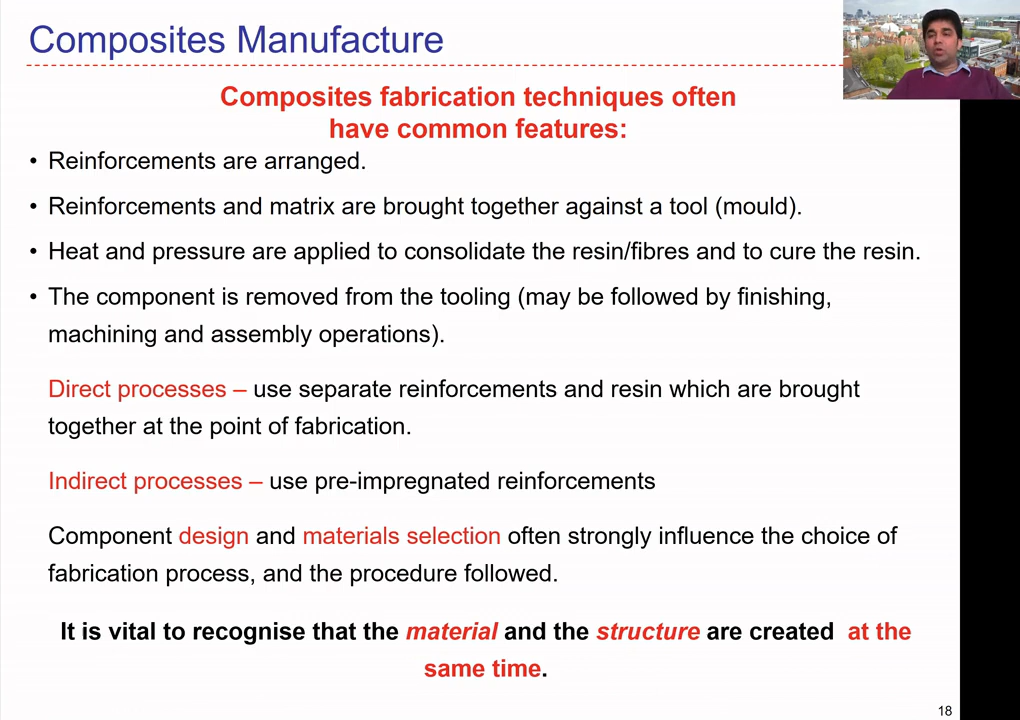 Composites Manufacture
Composites fabrication techniques often
have common features:
• Reinforcements are arranged.
• Reinforcements and matrix are brought together against a tool (mould).
• Heat and pressure are applied to consolidate the resin/fibres and to cure the resin.
• The component is removed from the tooling (may be followed by finishing,
machining and assembly operations).
Direct processes – use separate reinforcements and resin which are brought
together at the point of fabrication.
Indirect processes – use pre-impregnated reinforcements
Component design and materials selection often strongly influence the choice of
fabrication process, and the procedure followed.
It is vital to recognise that the material and the structure are created at the
same time.
18